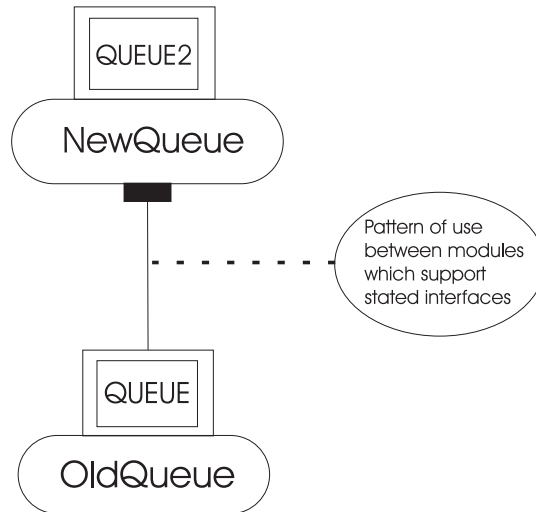 QUEUE2
NewQueue
Pattern of use
between modules
which support
stated interfaces
QUEUE
OldQueue